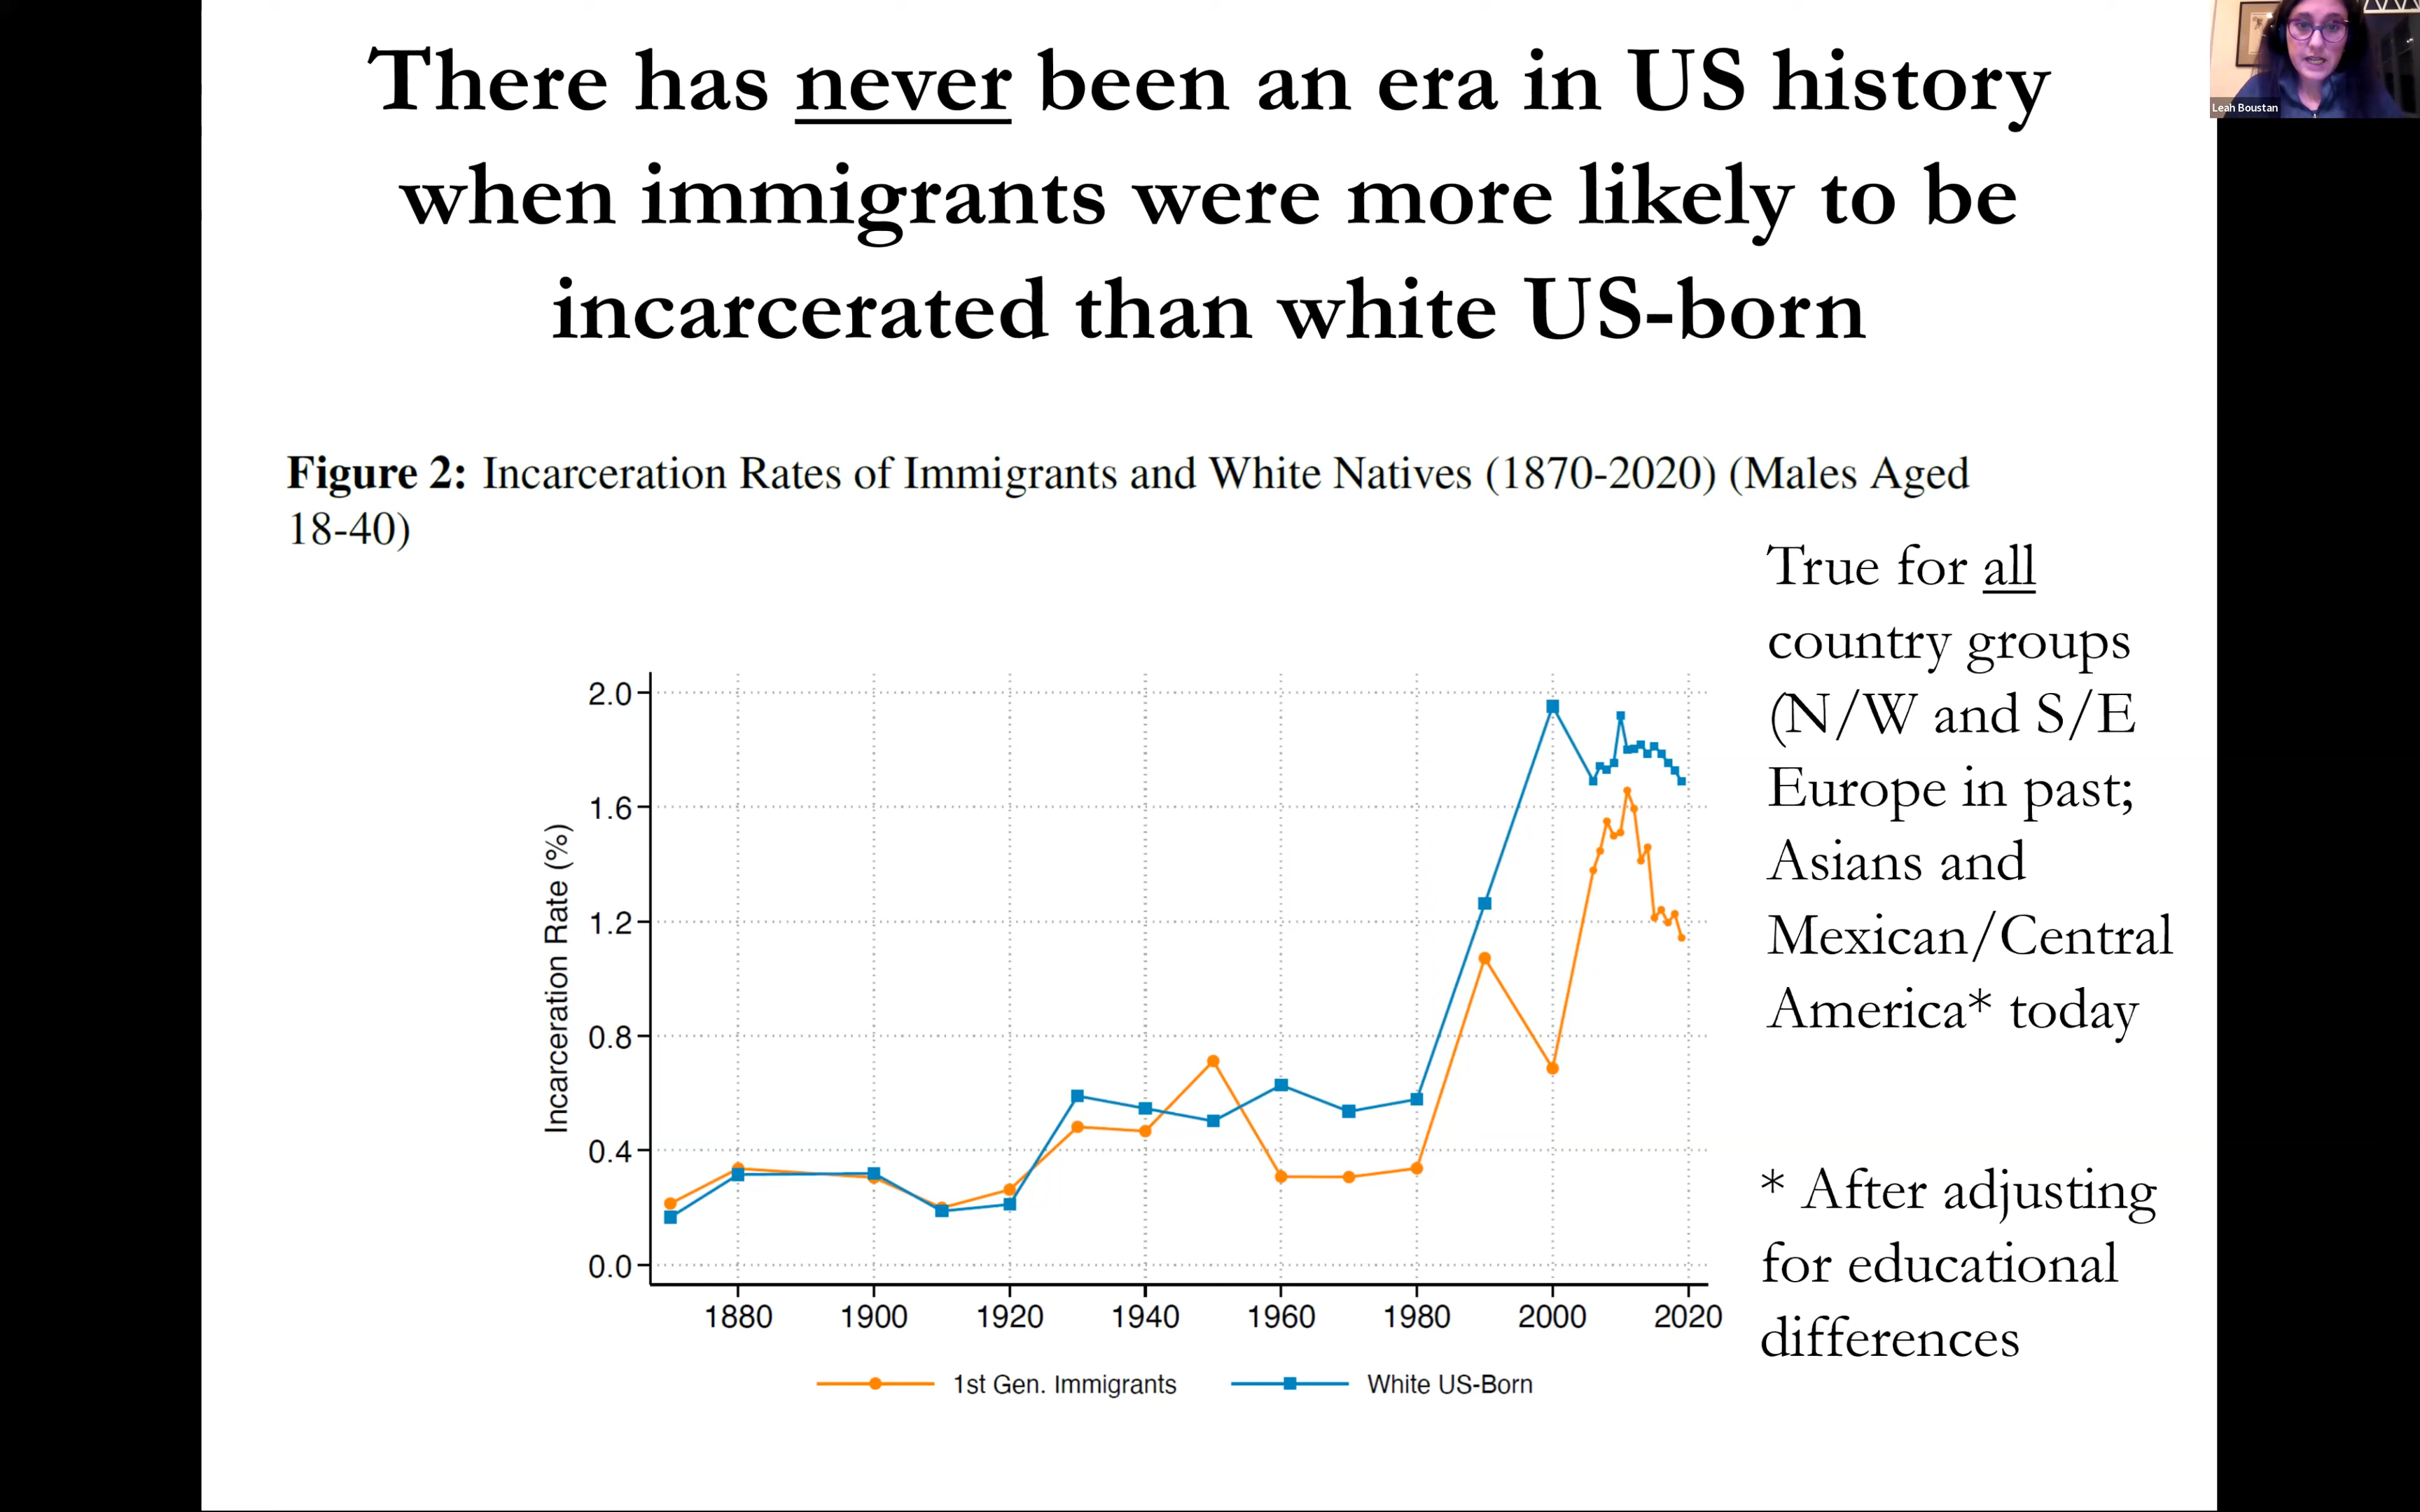 There has never been an era in US history
when immigrants were more likely to be
incarcerated than white US-born
Leah Boustan
Figure 2: Incarceration Rates of Immigrants and White Natives (1870-2020) (Males Aged
18-40)
True for all
country groups
(N/W and S/E
Europe in past;
Asians and
Mexican/Central
America* today
* After adjusting
for educational
differences
Incarceration Rate (%)
2.0
1.6
1.2
0.8
0.4
0.0
1880 1900 1920 1940 1960 1980 2000 2020
1st Gen. Immigrants White US-Born